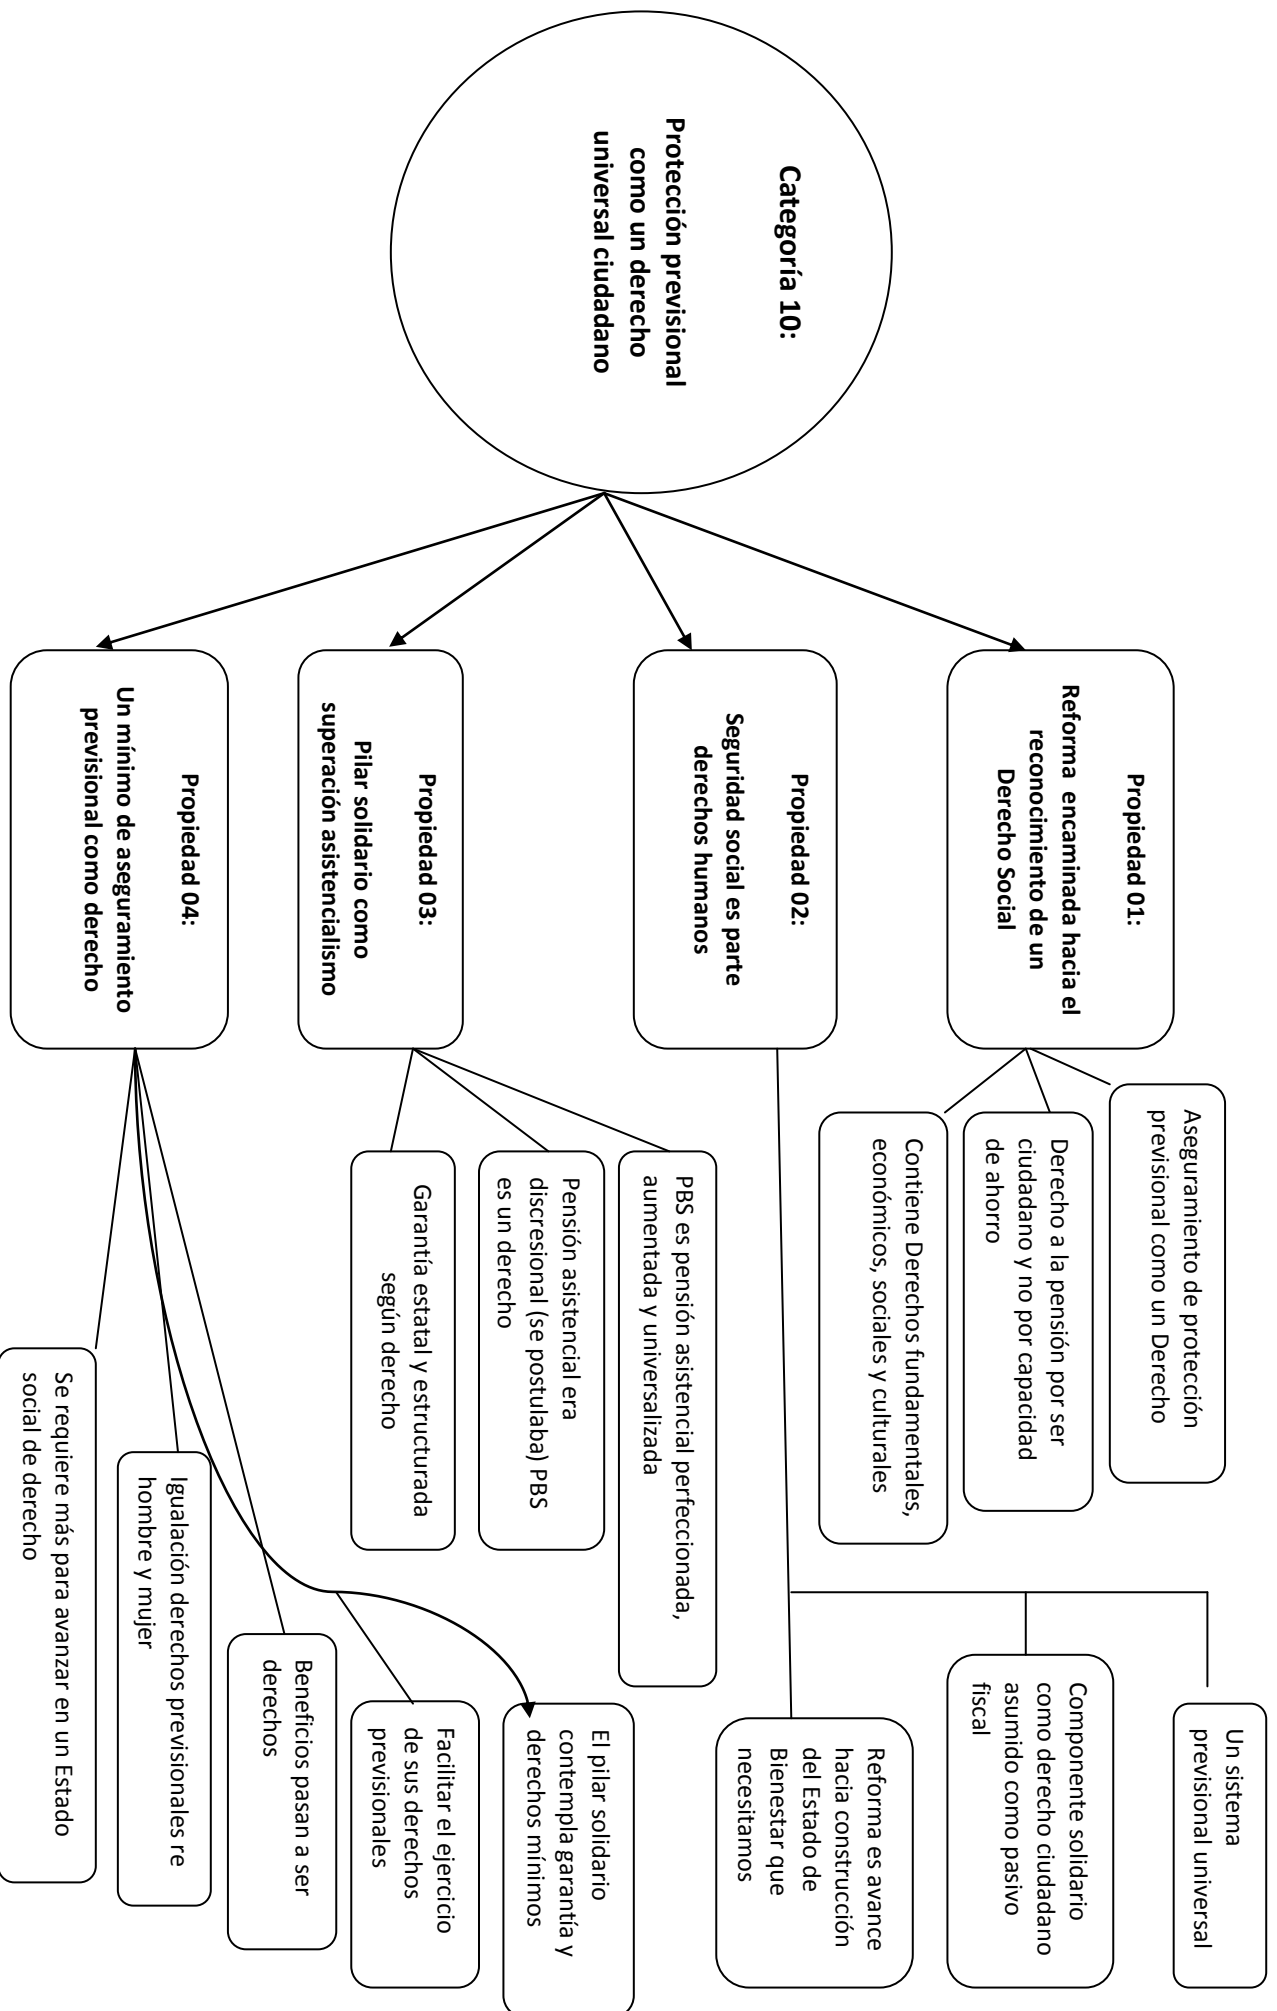 Categoría 10:
Protección previsional
como un derecho
universal ciudadano
Propiedad 01:
Reforma encaminada hacia el
reconocimiento de un
Derecho Social
Aseguramiento de protección
previsional como un Derecho
Derecho a la pensión por ser
ciudadano y no por capacidad
de ahorro
Contiene Derechos fundamentales,
económicos, sociales y culturales
Propiedad 02:
Seguridad social es parte
derechos humanos
Un sistema
previsional universal
Componente solidario
como derecho ciudadano
asumido como pasivo
fiscal
Reforma es avance
hacia construcción
del Estado de
Bienestar que
necesitamos
Propiedad 03:
Pilar solidario como
superación asistencialismo
PBS es pensión asistencial perfeccionada,
aumentada y universalizada
Pensión asistencial era
discresional (se postulaba) PBS
es un derecho
Garantía estatal y estructurada
según derecho
Propiedad 04:
Un mínimo de aseguramiento
previsional como derecho
El pilar solidario
contempla garantía y
derechos mínimos
Facilitar el ejercicio
de sus derechos
previsionales
Beneficios pasan a ser
derechos
Igualación derechos previsionales re
hombre y mujer
Se requiere más para avanzar en un Estado
social de derecho